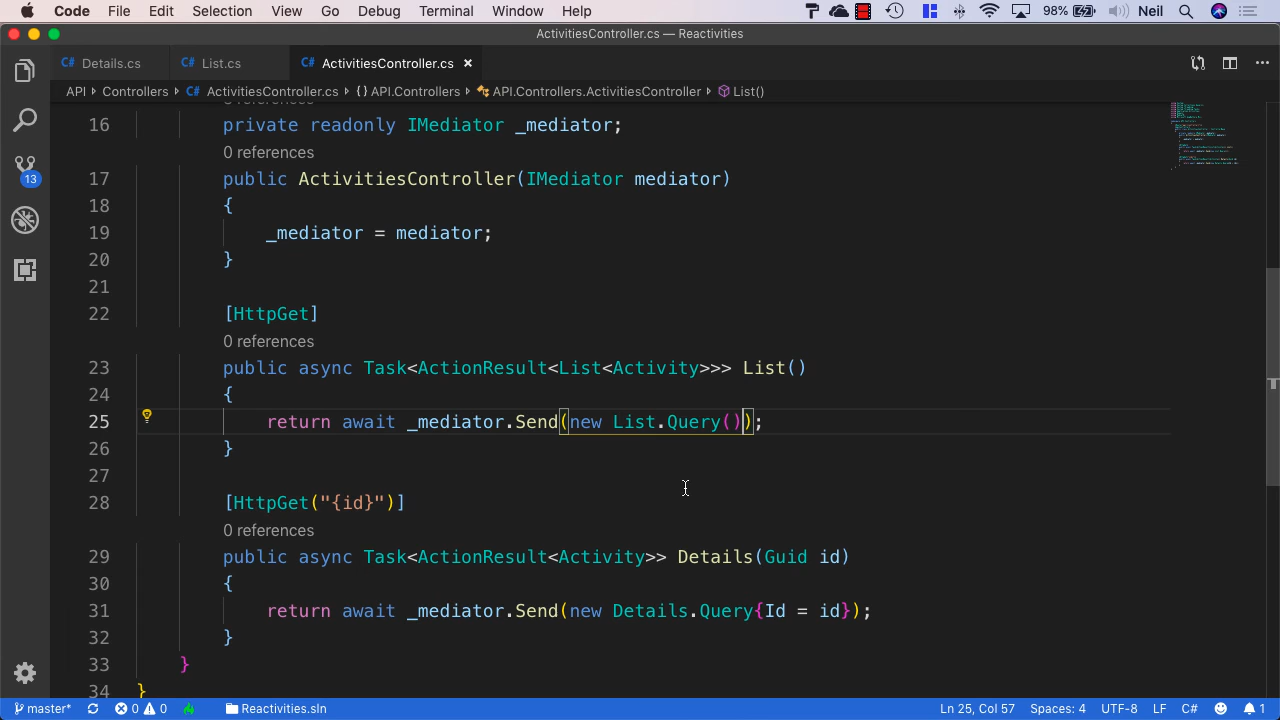 Code File Edit Selection View Go Debug Terminal Window Help 98% Neil
ActivitiesController.cs — Reactivities
C# Details.cs C# List.cs C# ActivitiesController.cs ×
API Controllers C# ActivitiesController.cs {} API.Controllers API.Controllers.ActivitiesController List()
0 references
16 private readonly IMediator _mediator;
0 references
17 public ActivitiesController(IMediator mediator)
18 {
19 _mediator = mediator;
20 }
21
22 [HttpGet]
0 references
23 public async Task<ActionResult<List<Activity>>> List()
24 {
25 return await _mediator.Send(new List.Query());
26 }
27
28 [HttpGet("{id}")]
0 references
29 public async Task<ActionResult<Activity>> Details(Guid id)
30 {
31 return await _mediator.Send(new Details.Query{Id = id});
32 }
33 }
34 }
13
master* 0 0 Reactivities.sln Ln 25, Col 57 Spaces: 4 UTF-8 LF C# 1